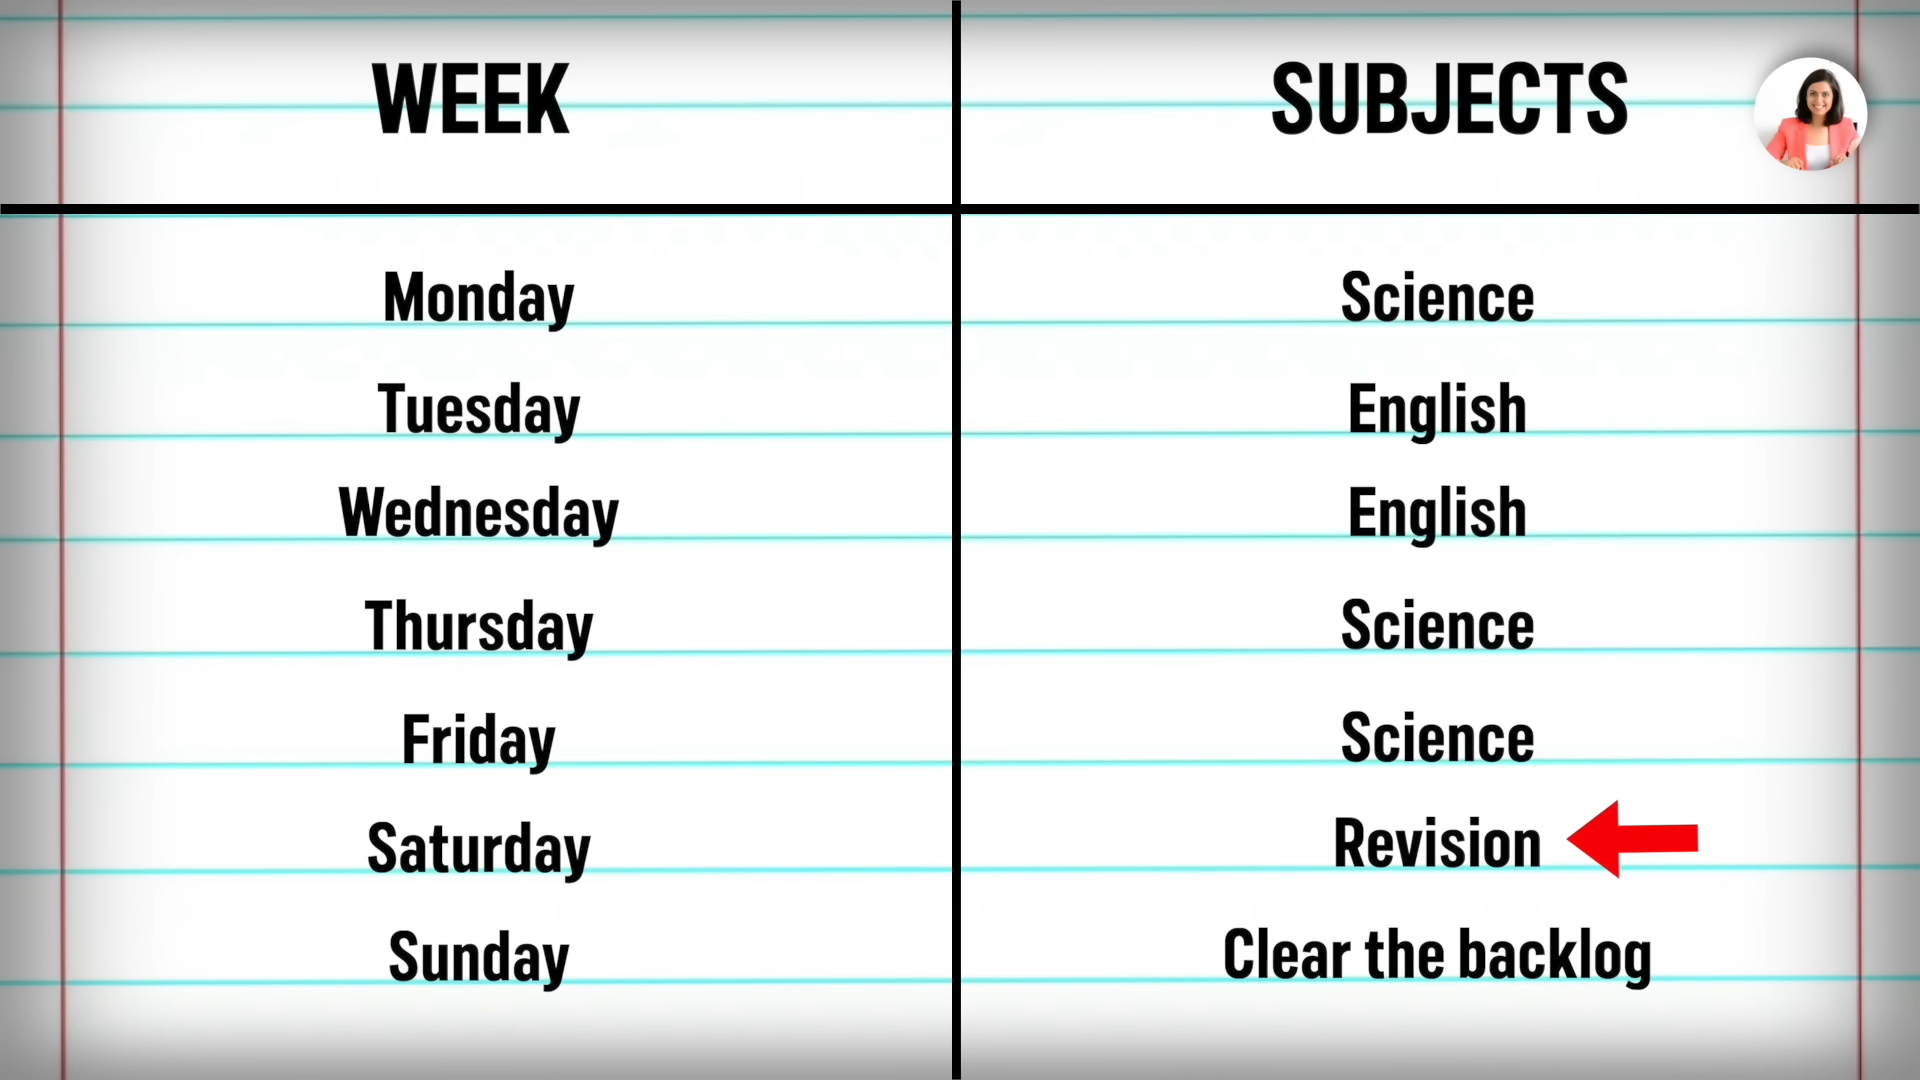 WEEK SUBJECTS
Monday Science
Tuesday English
Wednesday English
Thursday Science
Friday Science
Saturday Revision
Sunday Clear the backlog